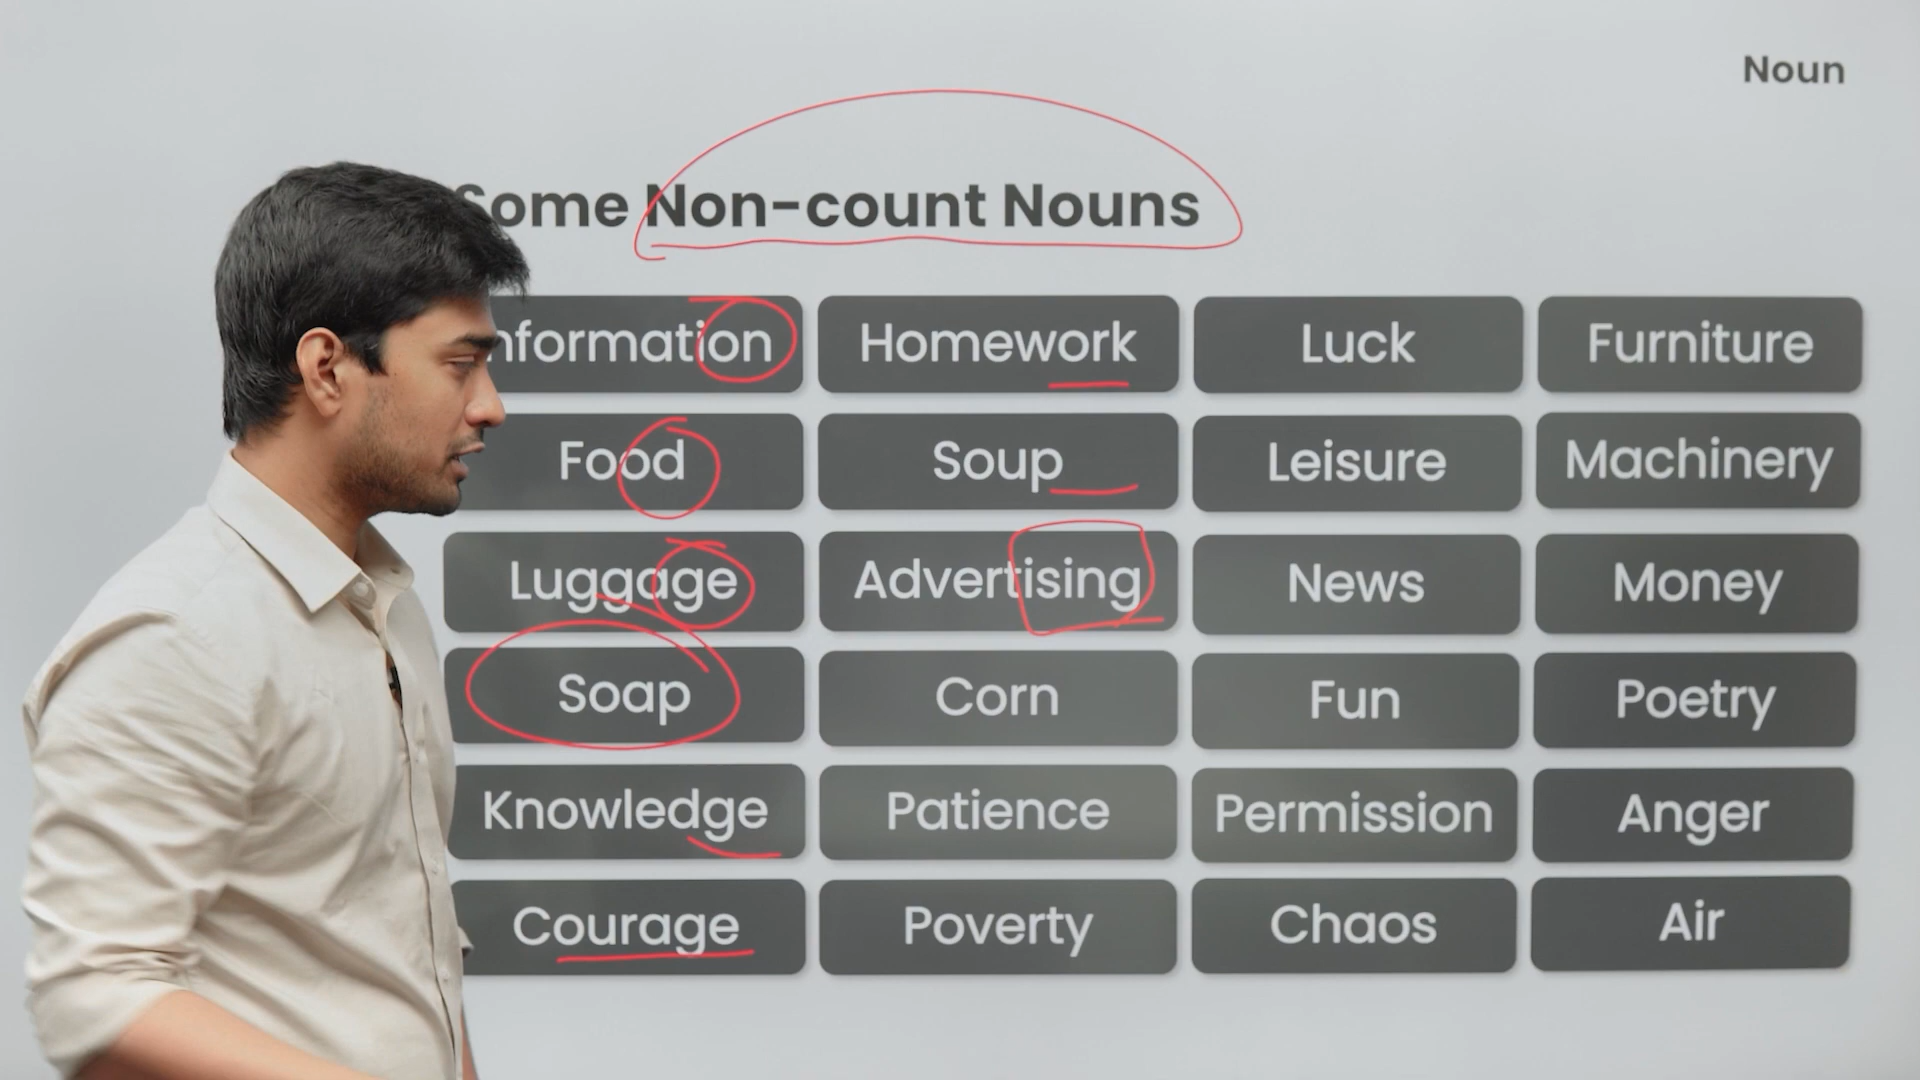 Noun
Some Non-count Nouns
Information Homework Luck Furniture
Food Soup Leisure Machinery
Luggage Advertising News Money
Soap Corn Fun Poetry
Knowledge Patience Permission Anger
Courage Poverty Chaos Air